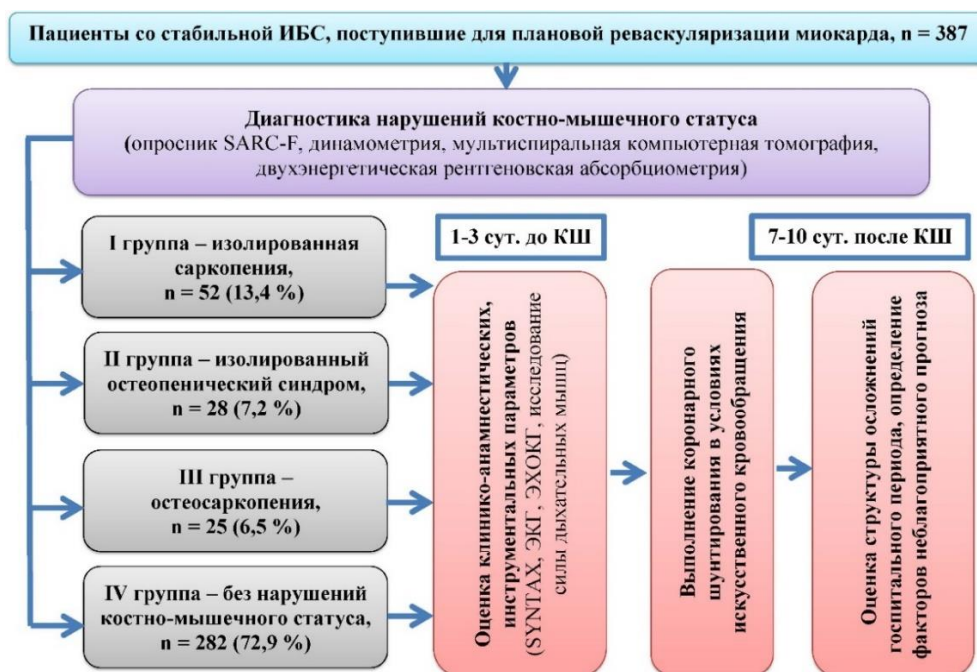 Пациенты со стабильной ИБС, поступившие для плановой реваскуляризации миокарда, n = 387
Диагностика нарушений костно-мышечного статуса
(опросник SARC-F, динамометрия, мультиспиральная компьютерная томография,
двухэнергетическая рентгеновская абсорбциометрия)
I группа – изолированная
саркопения,
n = 52 (13,4 %)
II группа – изолированный
остеопенический синдром,
n = 28 (7,2 %)
III группа –
остеосаркопения,
n = 25 (6,5 %)
IV группа – без нарушений
костно-мышечного статуса,
n = 282 (72,9 %)
1-3 сут. до КШ
Оценка клинико-анамнестических,
инструментальных параметров
(SYNTAX, ЭКГ, ЭХОКГ, исследование
силы дыхательных мышц)
Выполнение коронарного
шунтирования в условиях
искусственного кровообращения
7-10 сут. после КШ
Оценка структуры осложнений
госпитального периода, определение
факторов неблагоприятного прогноза